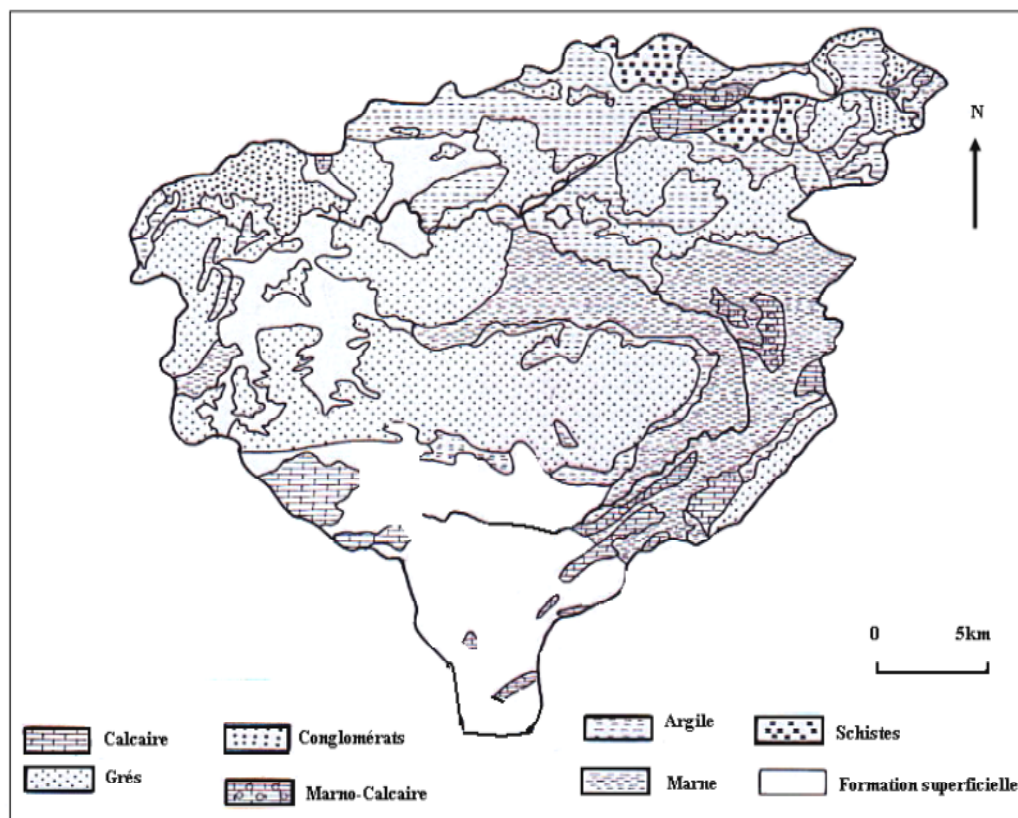 N
0 5km
Calcaire
Conglomérats
Argile
Schistes
Grés
Marno-Calcaire
Marne
Formation superficielle